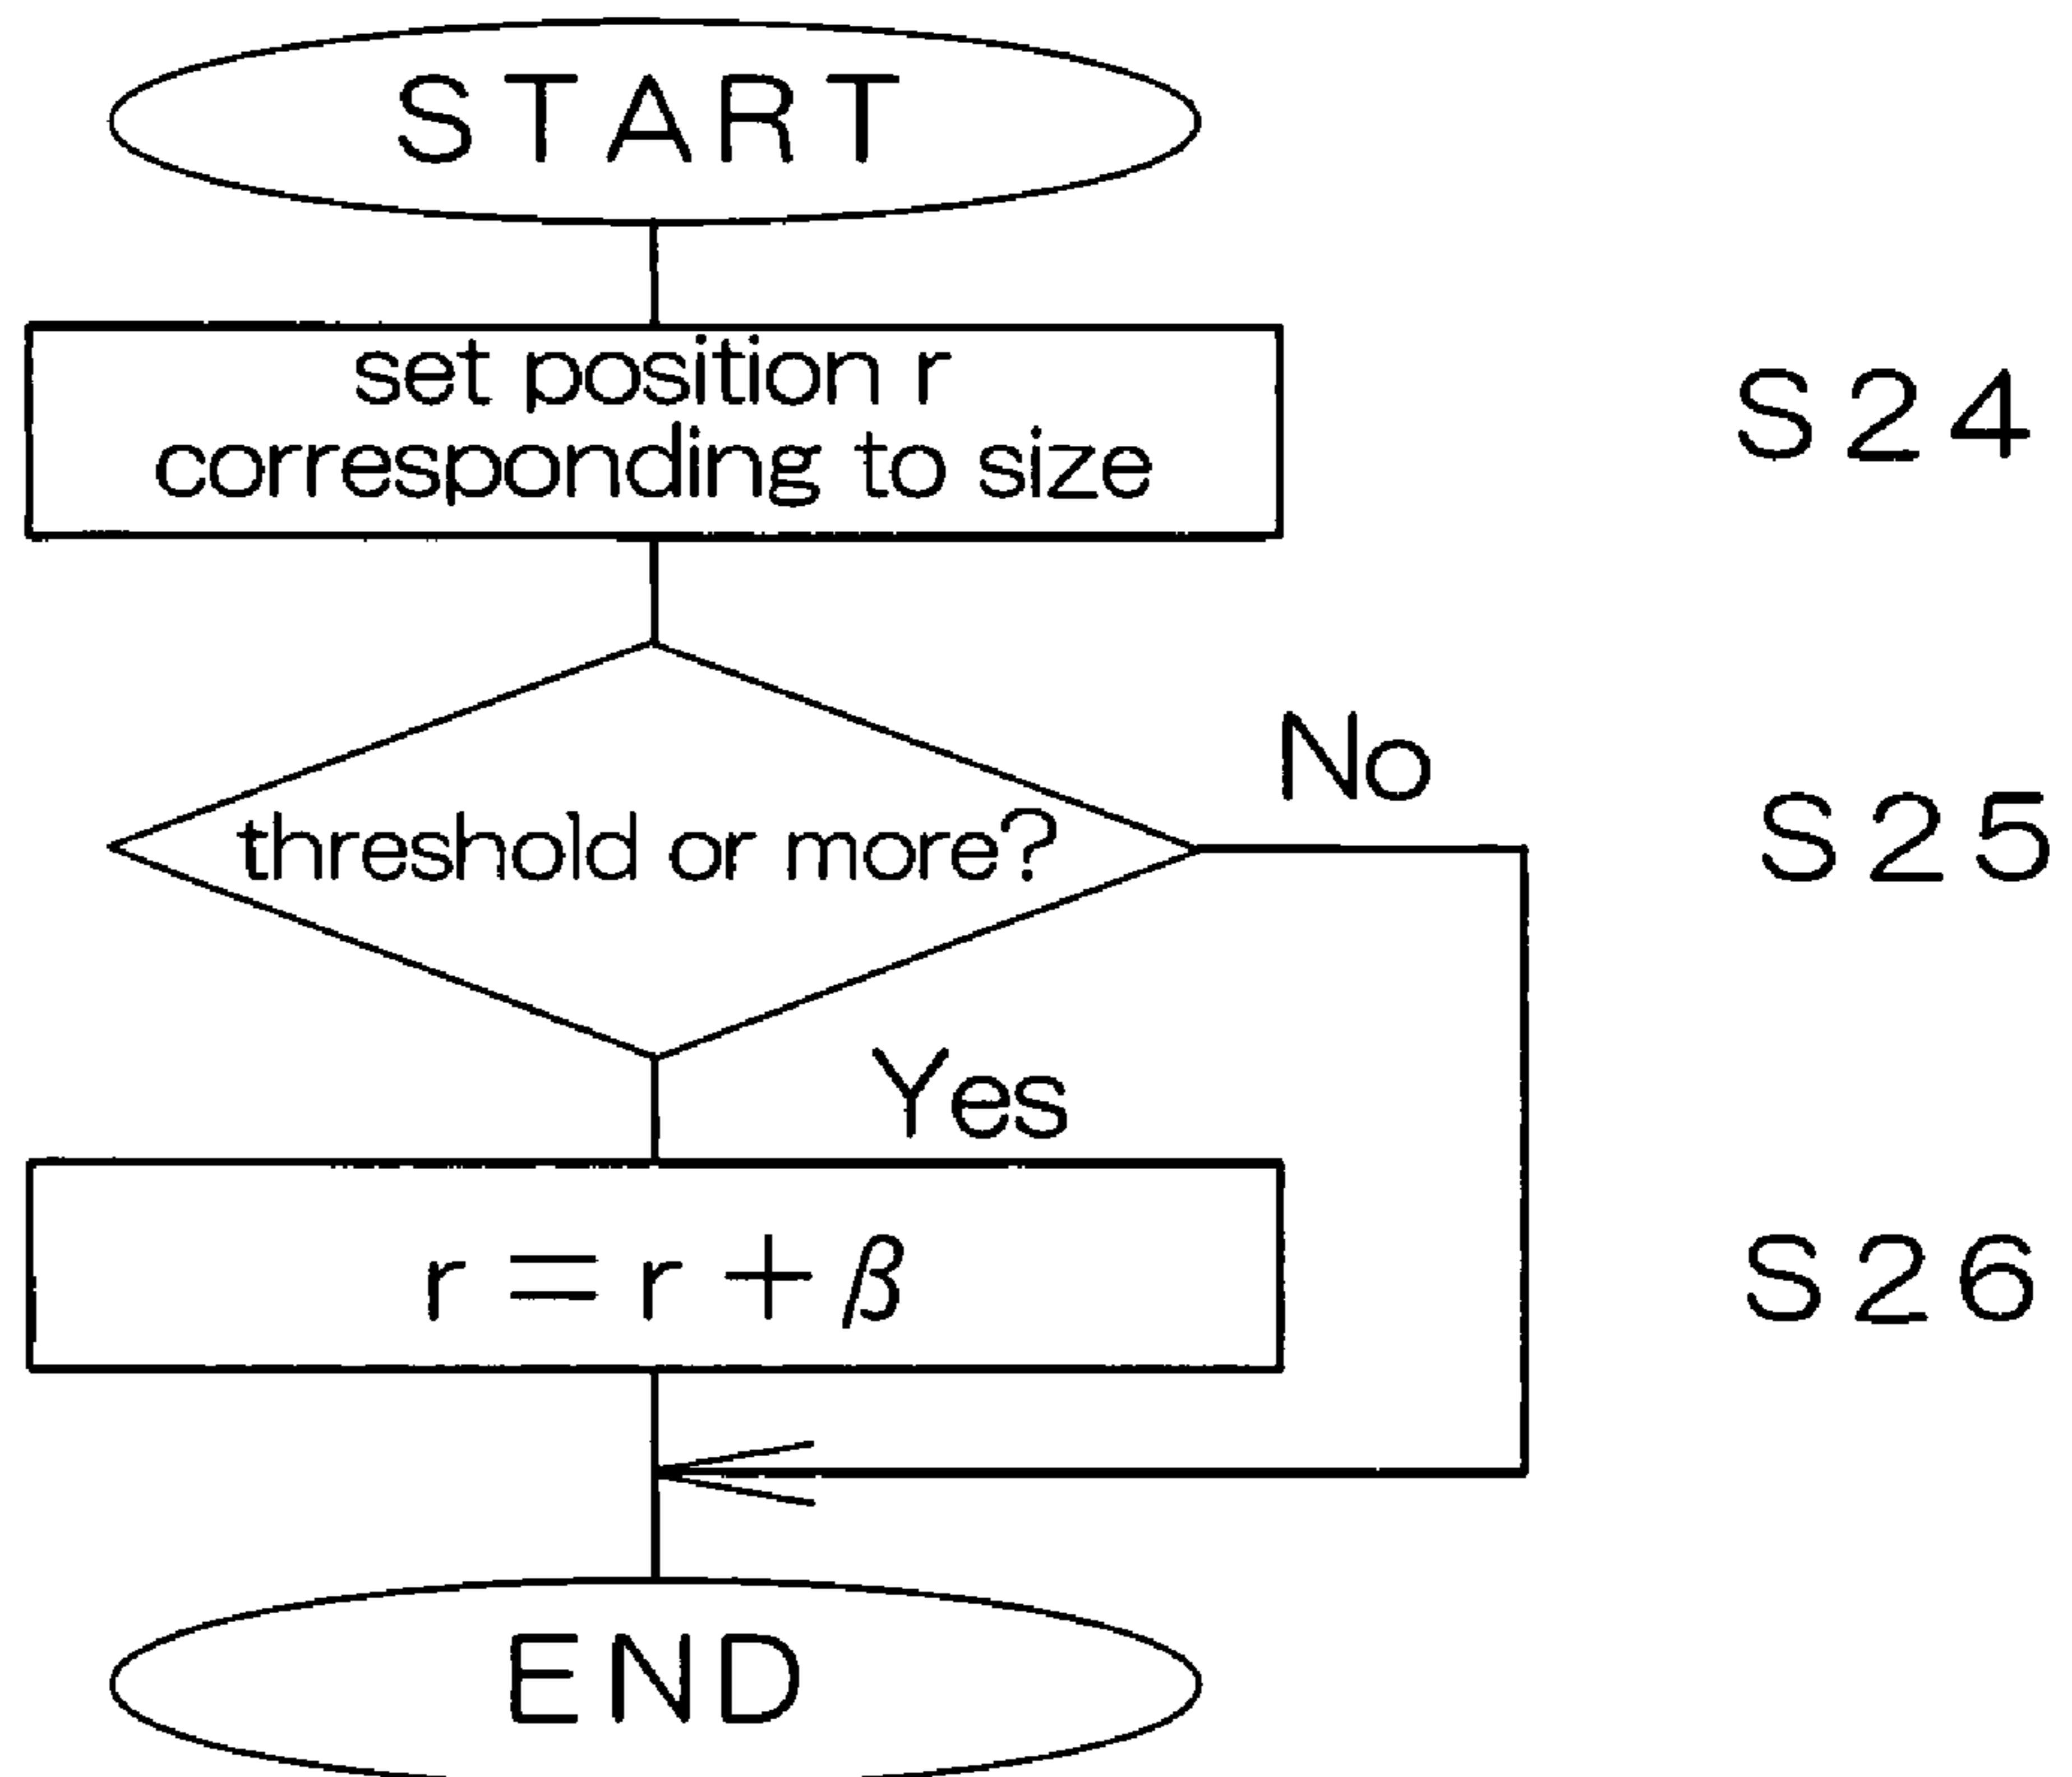 START
set position r
corresponding to size
S24
No
threshold or more?
S25
Yes
r=r+β
S26
END